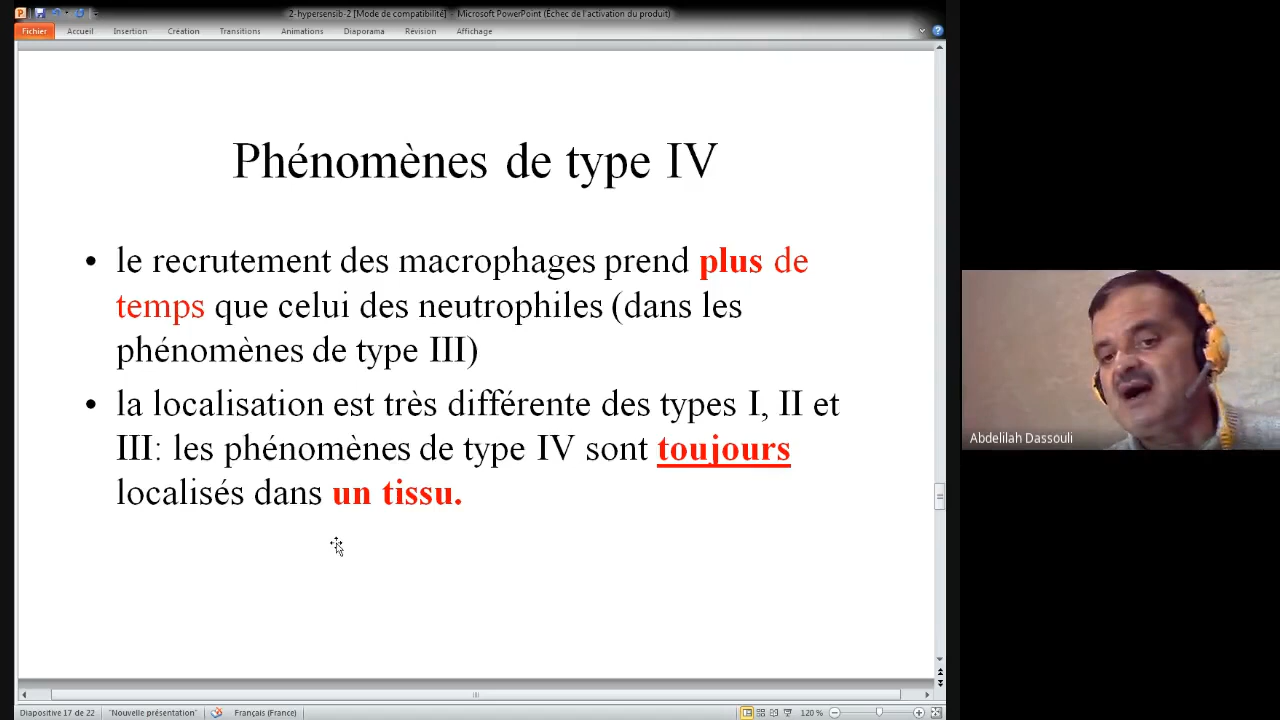 2-hypersensib-2 [Mode de compatibilité] - Microsoft PowerPoint (Échec de l'activation du produit)
Fichier Accueil Insertion Création Transitions Animations Diaporama Révision Affichage
Phénomènes de type IV
• le recrutement des macrophages prend plus de
temps que celui des neutrophiles (dans les
phénomènes de type III)
• la localisation est très différente des types I, II et
III: les phénomènes de type IV sont toujours
localisés dans un tissu.
Abdelilah Dassouli
Diapositive 17 de 22 "Nouvelle présentation" Français (France) 120 %